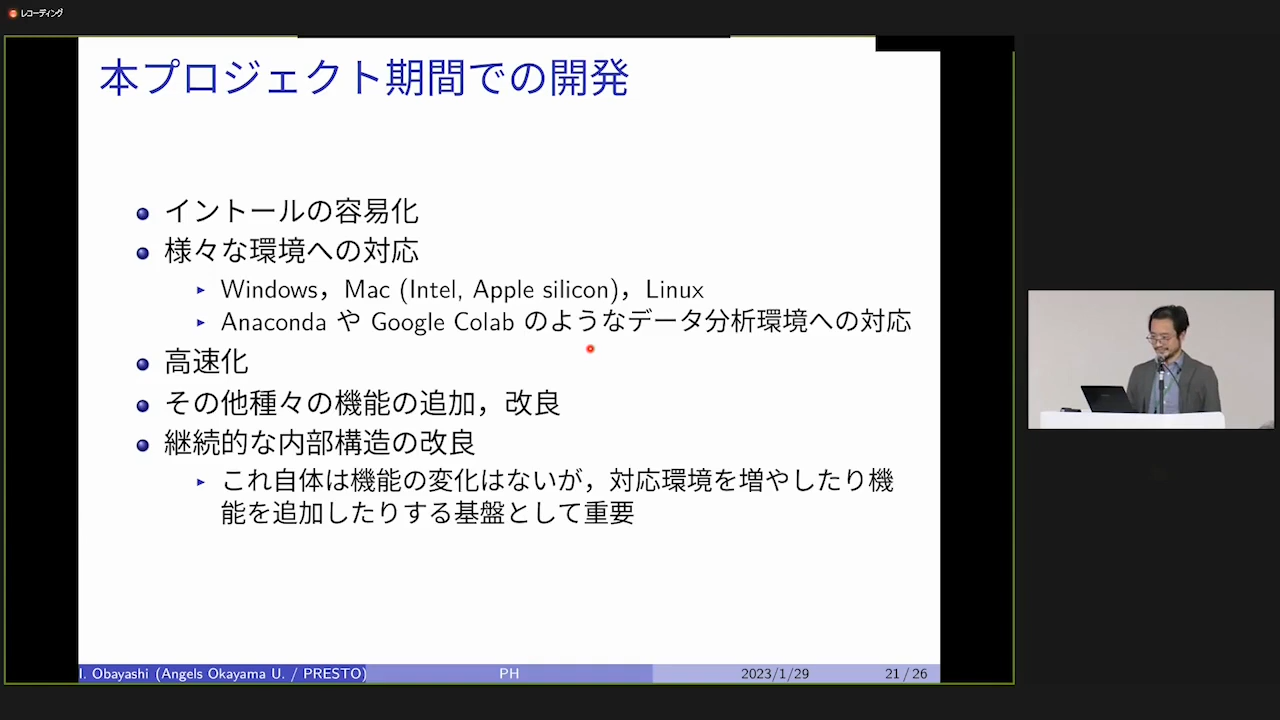 レコーディング
本プロジェクト期間での開発
イントールの容易化
様々な環境への対応
Windows，Mac (Intel, Apple silicon)，Linux
Anaconda や Google Colab のようなデータ分析環境への対応
高速化
その他種々の機能の追加，改良
継続的な内部構造の改良
これ自体は機能の変化はないが，対応環境を増やしたり機
能を追加したりする基盤として重要
I. Obayashi (Angels Okayama U. / PRESTO)
PH
2023/1/29
21 / 26